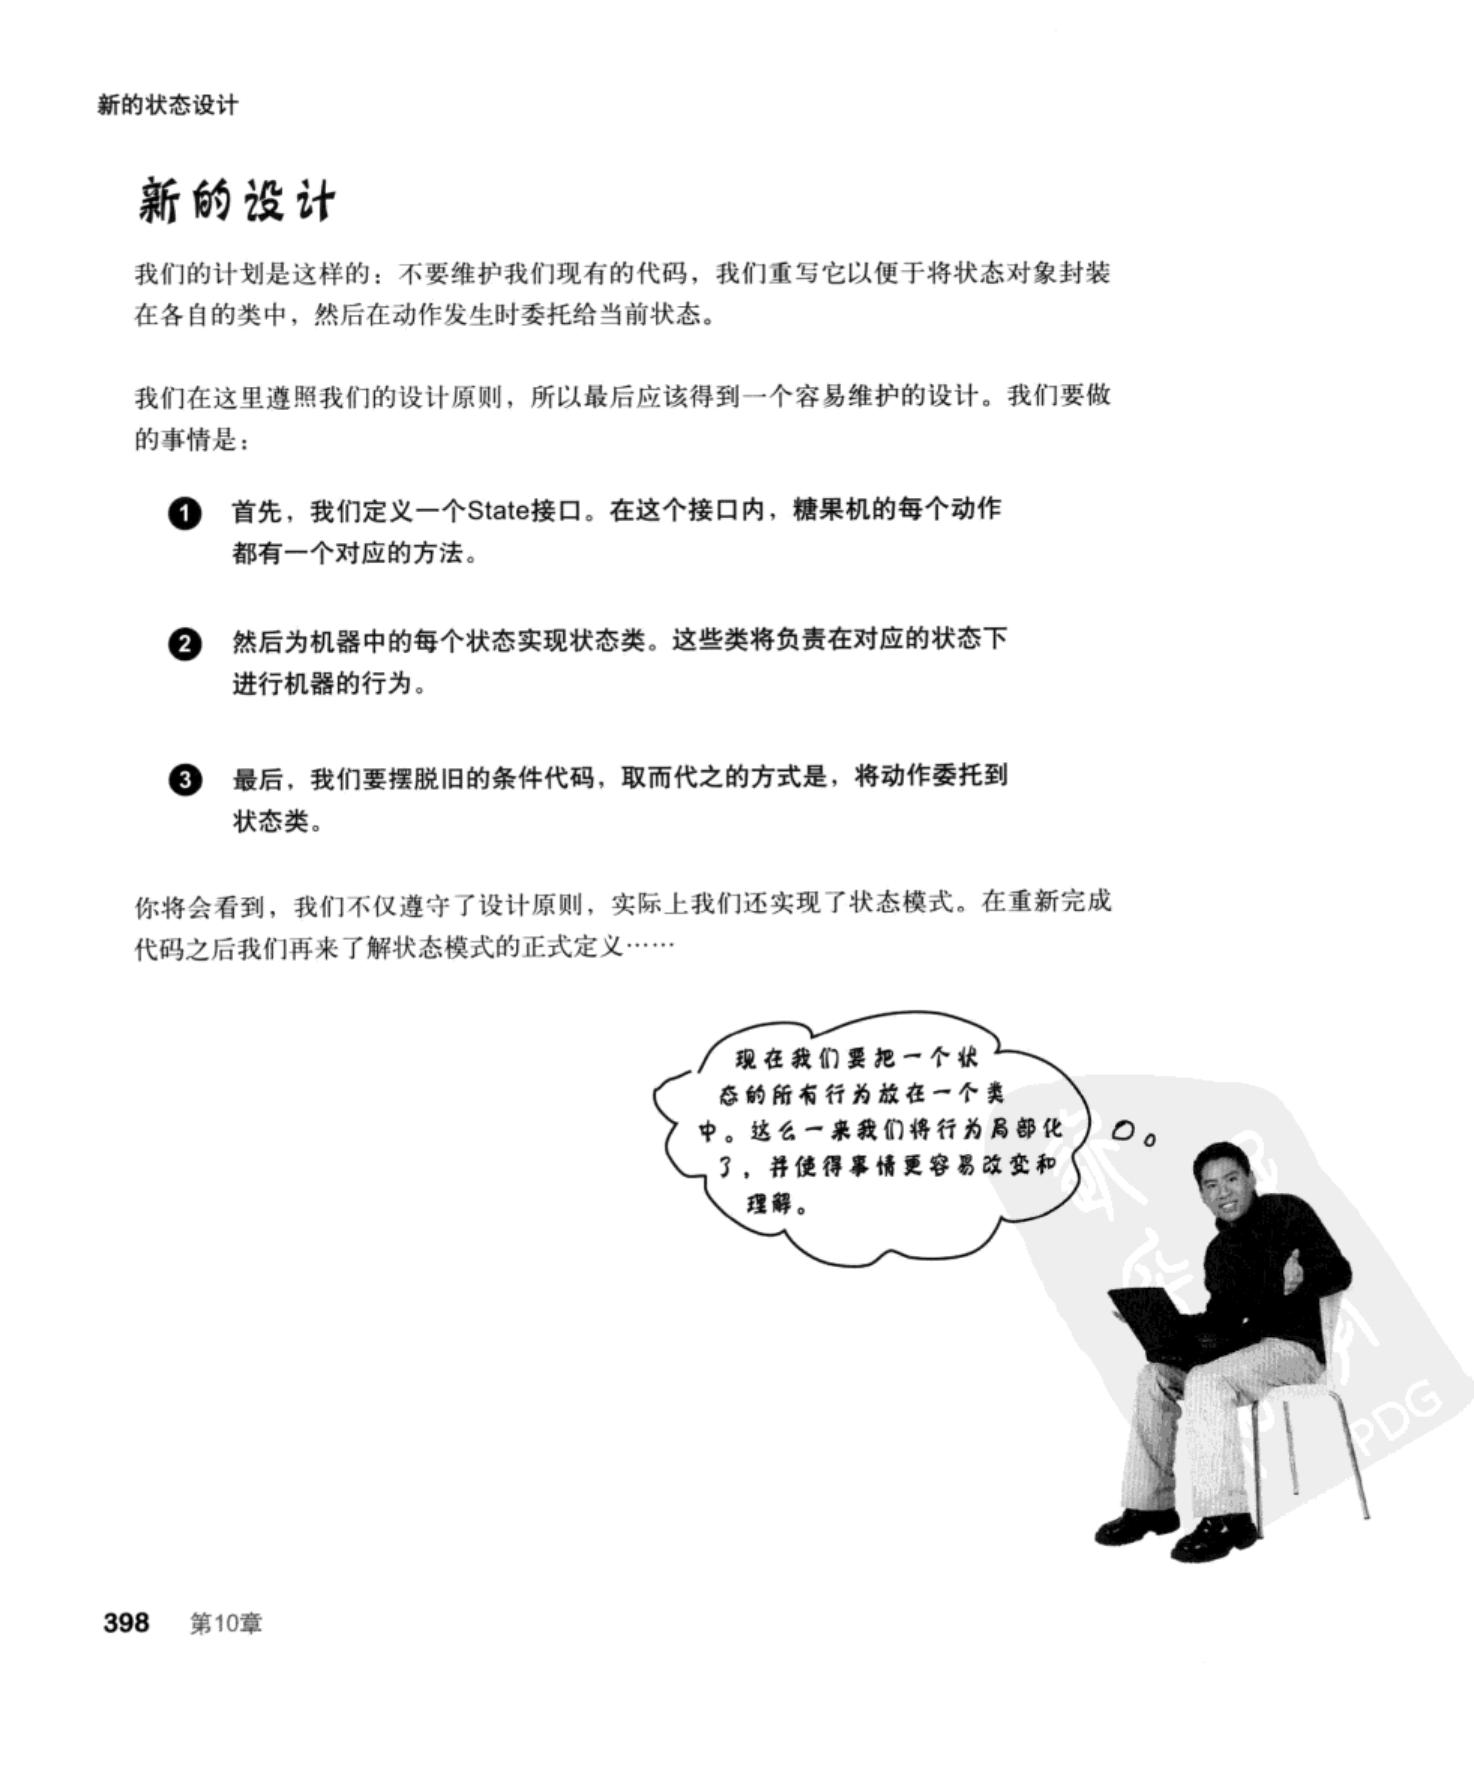 新的状态设计
新的设计
我们的计划是这样的：不要维护我们现有的代码，我们重写它以便于将状态对象封装
在各自的类中，然后在动作发生时委托给当前状态。
我们在这里遵照我们的设计原则，所以最后应该得到一个容易维护的设计。我们要做
的事情是：
1 首先，我们定义一个State接口。在这个接口内，糖果机的每个动作
都有一个对应的方法。
2 然后为机器中的每个状态实现状态类。这些类将负责在对应的状态下
进行机器的行为。
3 最后，我们要摆脱旧的条件代码，取而代之的方式是，将动作委托到
状态类。
你将会看到，我们不仅遵守了设计原则，实际上我们还实现了状态模式。在重新完成
代码之后我们再来了解状态模式的正式定义……
现在我们要把一个状
态的所有行为放在一个类
中。这么一来我们将行为局部化
了，并使得事情更容易改变和
理解。
PDG
398 第10章